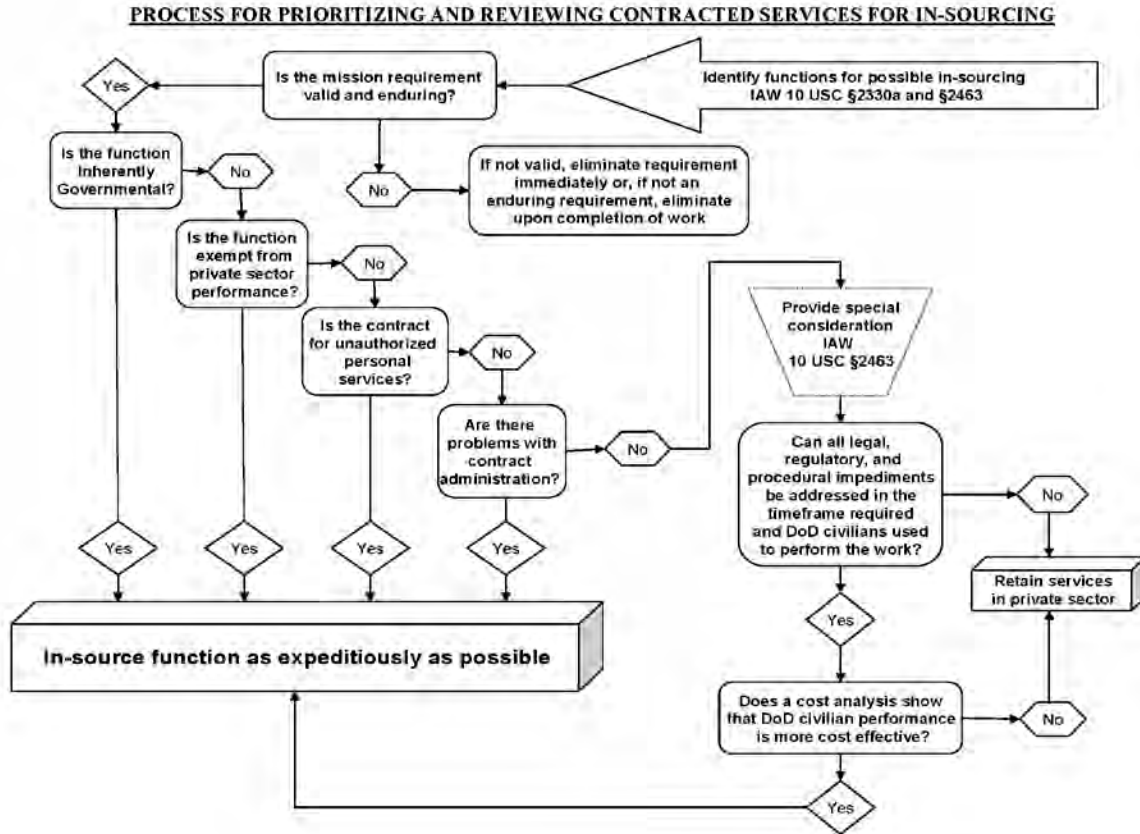 PROCESS FOR PRIORITIZING AND REVIEWING CONTRACTED SERVICES FOR IN-SOURCING
Identify functions for possible in-sourcing
IAW 10 USC §2330a and §2463
Is the mission requirement
valid and enduring?
Yes
No
If not valid, eliminate requirement
immediately or, if not an
enduring requirement, eliminate
upon completion of work
Is the function
Inherently
Governmental?
No
Is the function
exempt from
private sector
performance?
No
Is the contract
for unauthorized
personal
services?
No
Are there
problems with
contract
administration?
No
Provide special
consideration
IAW
10 USC §2463
Can all legal,
regulatory, and
procedural impediments
be addressed in the
timeframe required
and DoD civilians used
to perform the work?
No
Retain services
in private sector
Yes
Yes
Yes
Yes
Yes
In-source function as expeditiously as possible
Does a cost analysis show
that DoD civilian performance
is more cost effective?
No
Yes